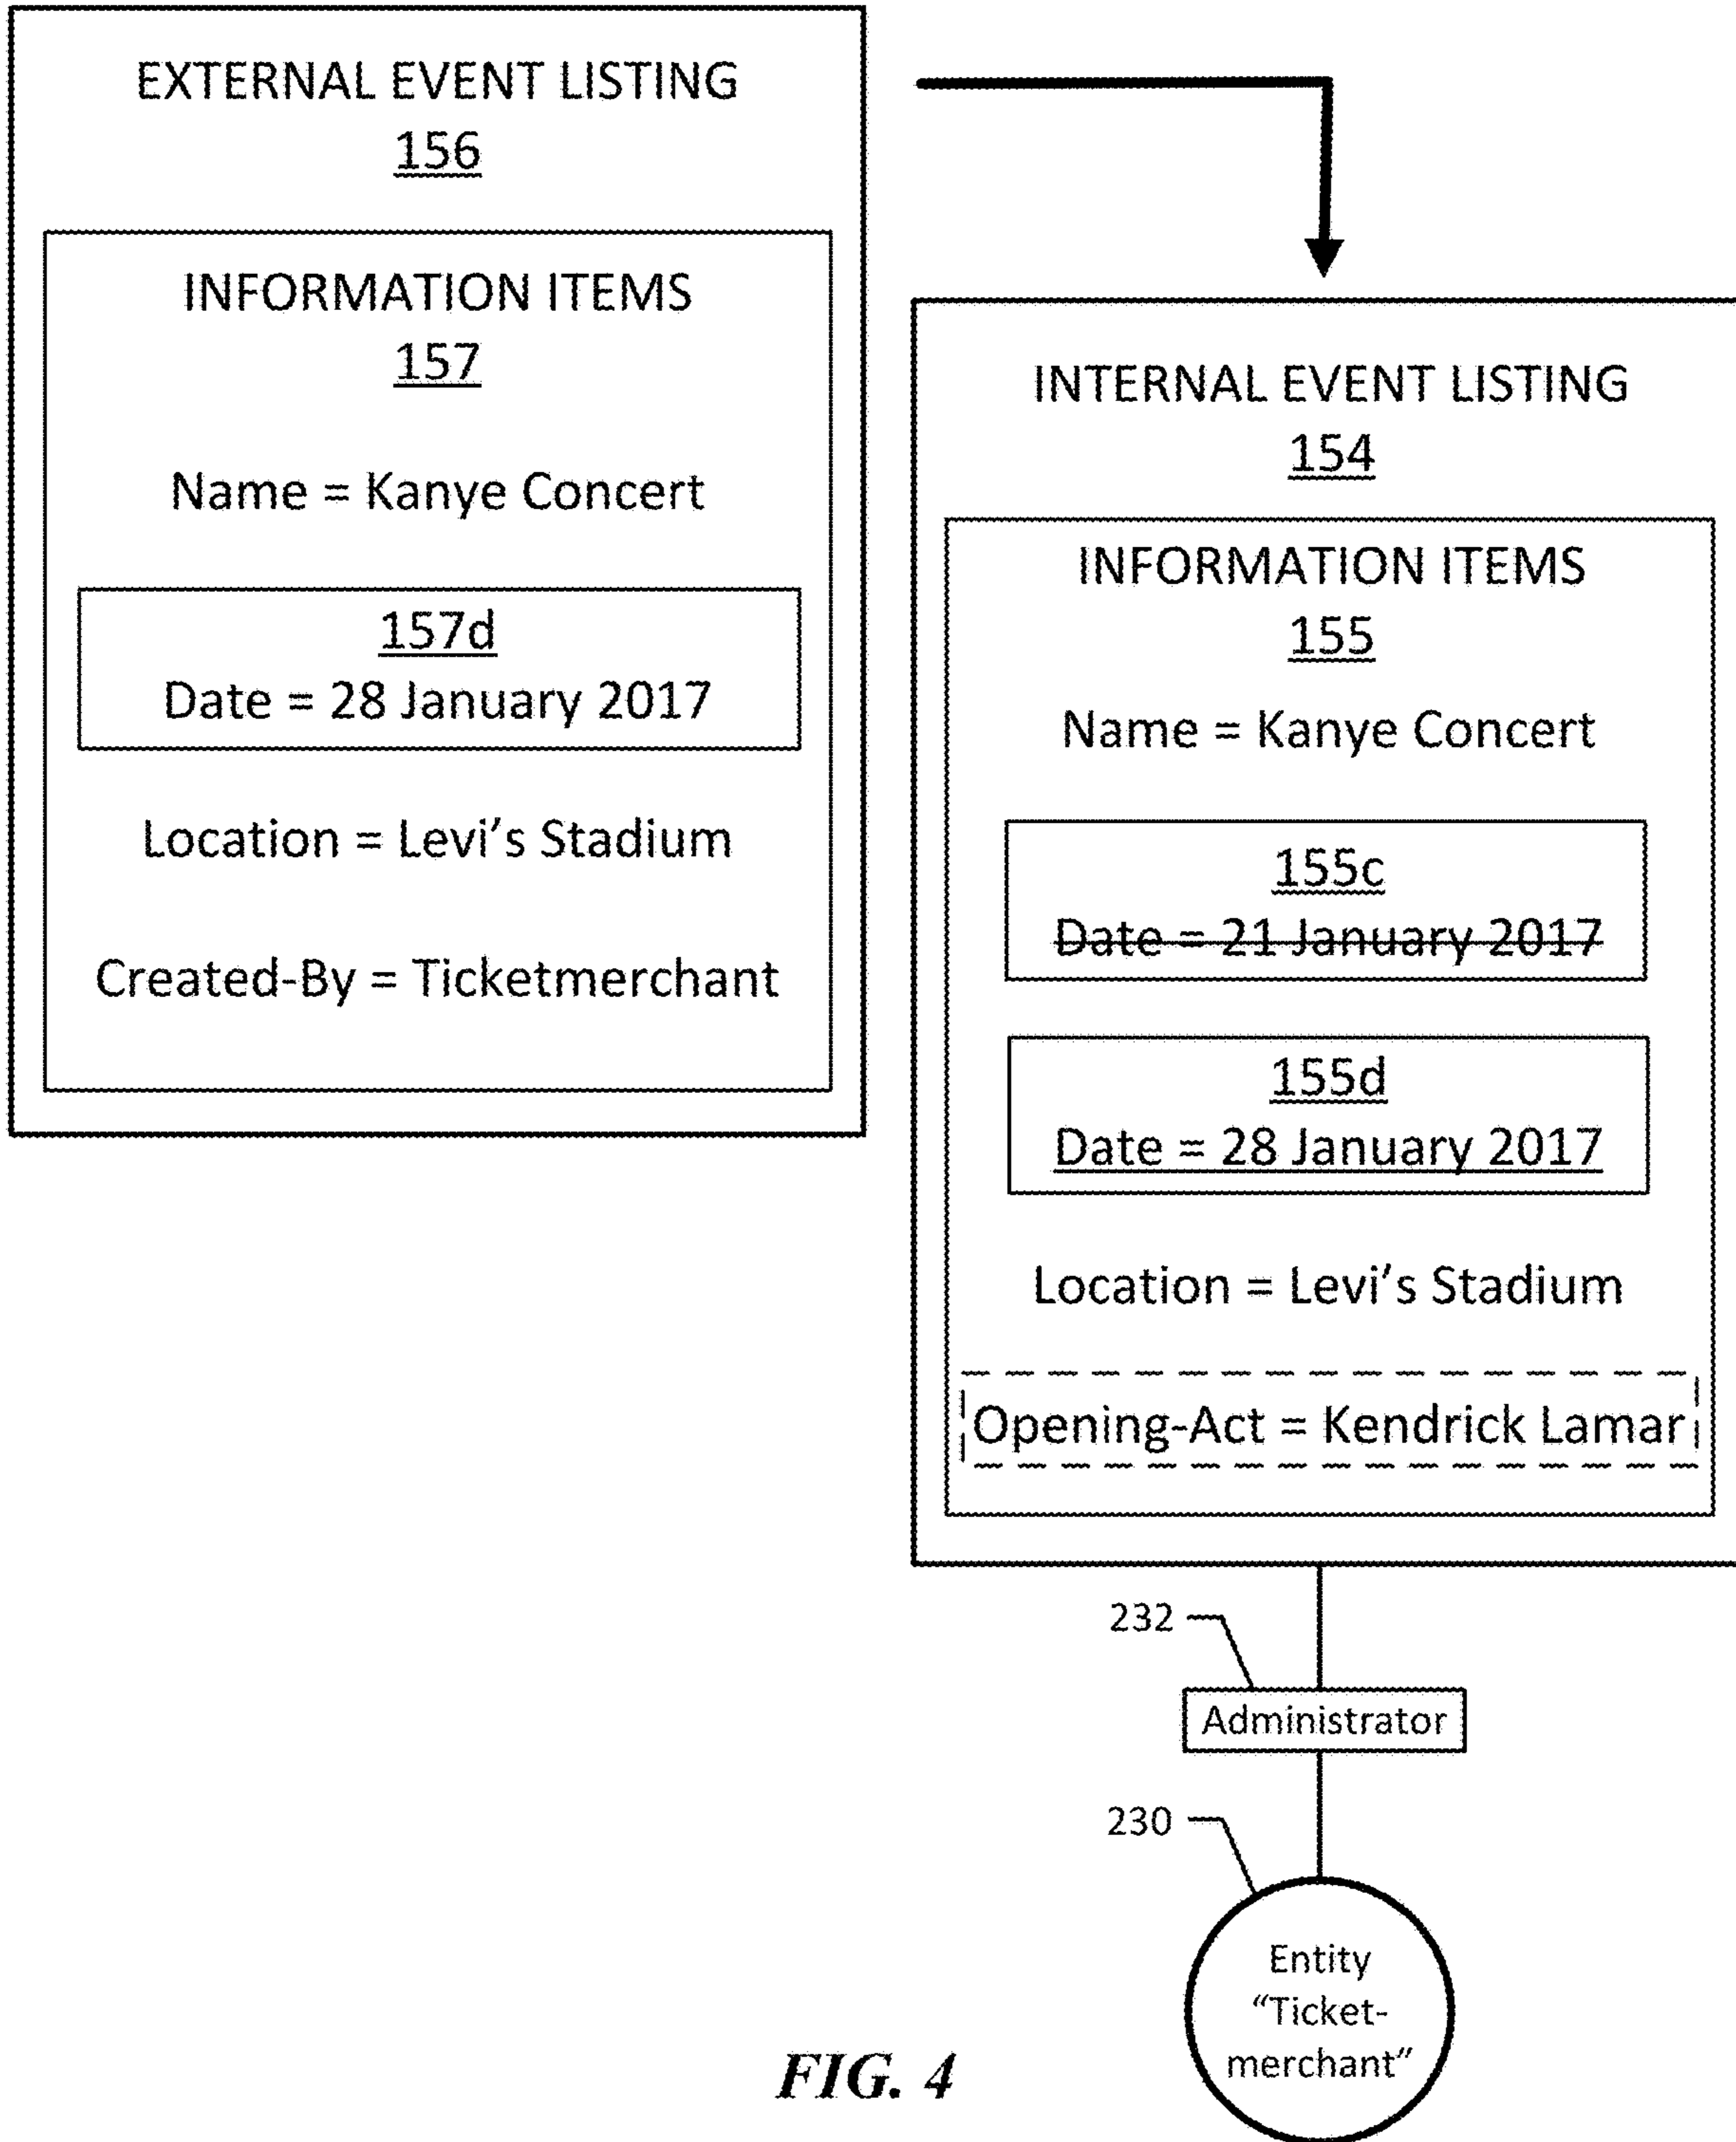 EXTERNAL EVENT LISTING
156
INFORMATION ITEMS
157
Name = Kanye Concert
157d
Date = 28 January 2017
Location = Levi’s Stadium
Created-By = Ticketmerchant
INTERNAL EVENT LISTING
154
INFORMATION ITEMS
155
Name = Kanye Concert
155c
Date = 21 January 2017
155d
Date = 28 January 2017
Location = Levi’s Stadium
Opening-Act = Kendrick Lamar
232
Administrator
230
Entity
“Ticket-
merchant”
FIG. 4